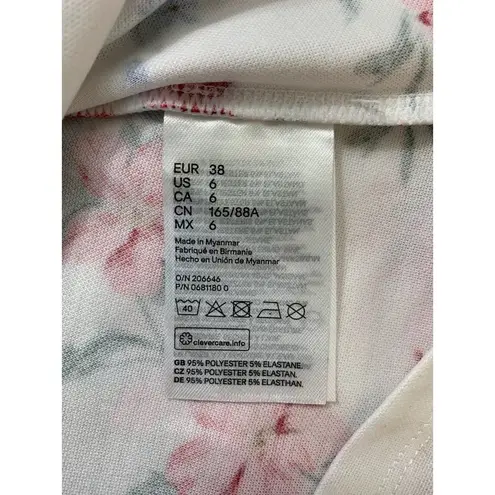 EUR 38
US 6
CA 6
CN 165/88A
MX 6
Made in Myanmar
Fabriqué en Birmanie
Hecho en Unión de Myanmar
O/N 206646
P/N 0681180 0
40
clevercare.info
GB 95% POLYESTER 5% ELASTANE.
CZ 95% POLYESTER 5% ELASTAN.
DE 95% POLYESTER 5% ELASTHAN.